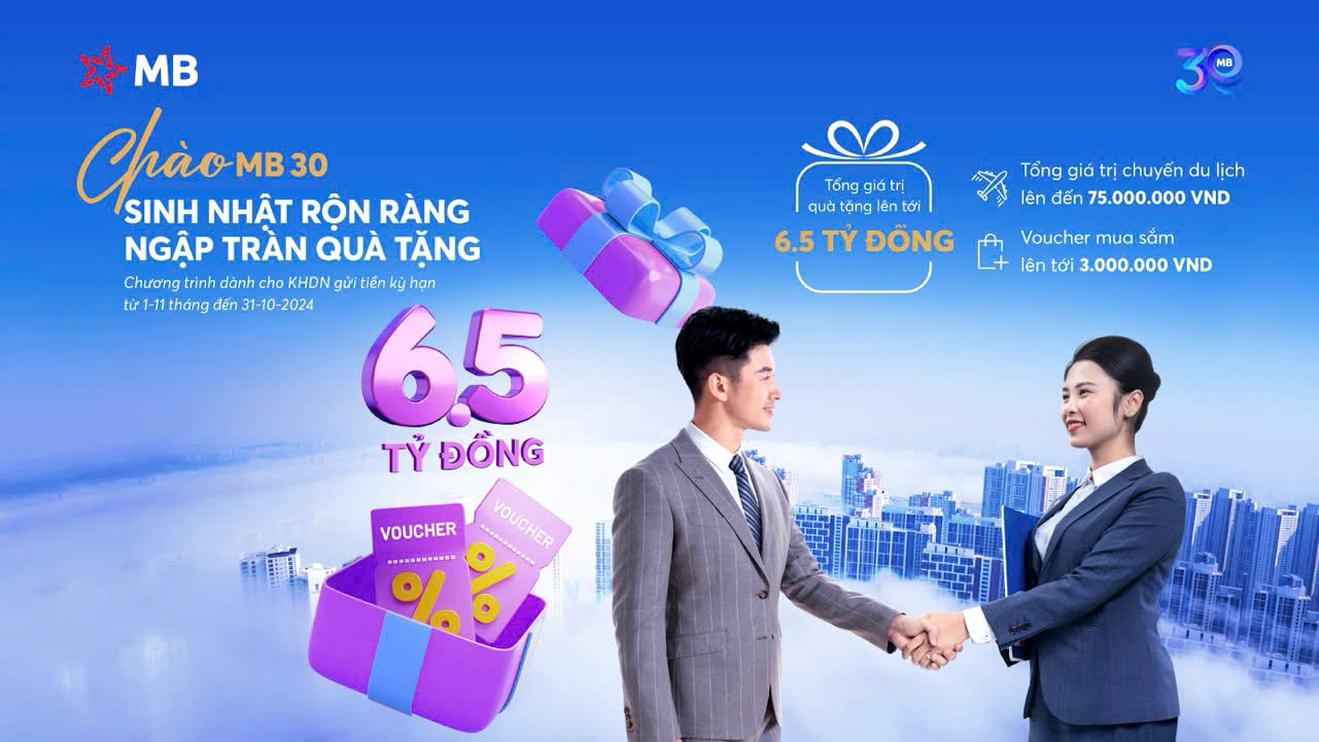 MB
30
MB
Chào MB 30
SINH NHẬT RỘN RÀNG
NGẬP TRÀN QUÀ TẶNG
Chương trình dành cho KHDN gửi tiền kỳ hạn
từ 1-11 tháng đến 31-10-2024
Tổng giá trị
quà tặng lên tới
6.5 TỶ ĐỒNG
Tổng giá trị chuyến du lịch
lên đến 75.000.000 VND
Voucher mua sắm
lên tới 3.000.000 VND
6.5
TỶ ĐỒNG
VOUCHER
%
VOUCHER
%